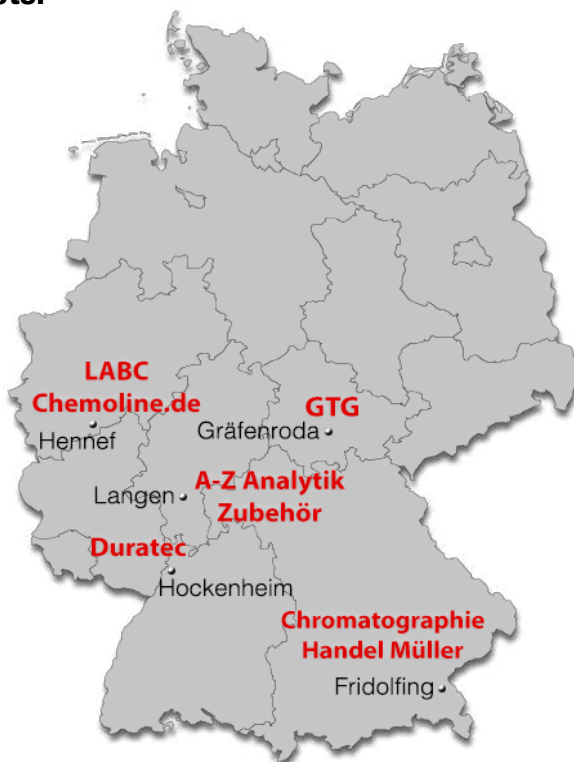 LABC
Chemoline.de
Hennef
GTG
Gräfenroda
A-Z Analytik
Zubehör
Langen
Duratec
Hockenheim
Chromatographie
Handel Müller
Fridolfing